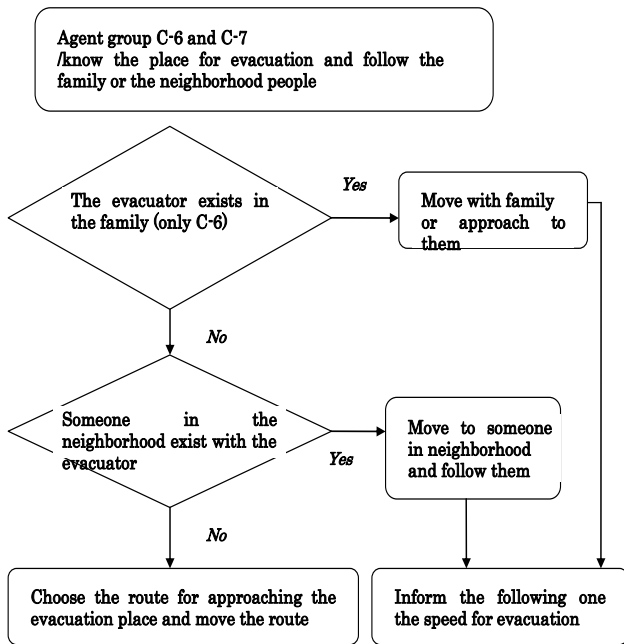 Agent group C-6 and C-7
/know the place for evacuation and follow the
family or the neighborhood people
The evacuator exists in
the family (only C-6)
Yes
Move with family
or approach to
them
No
Someone in the
neighborhood exist with the
evacuator
Yes
Move to someone
in neighborhood
and follow them
No
Choose the route for approaching the
evacuation place and move the route
Inform the following one
the speed for evacuation